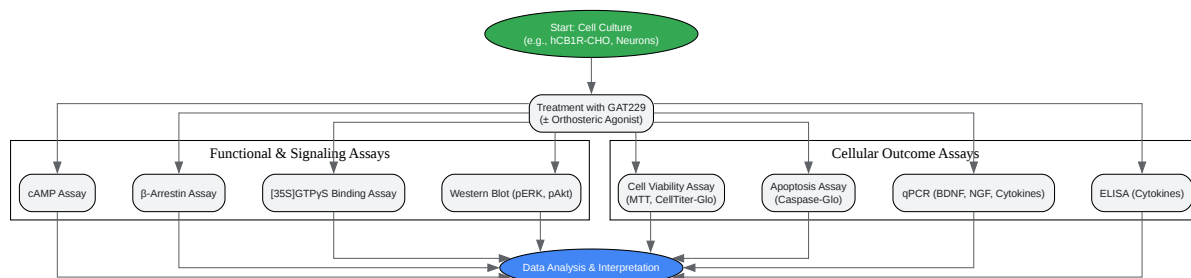 Start: Cell Culture
(e.g., hCB1R-CHO, Neurons)
Treatment with GAT229
(± Orthosteric Agonist)
Functional & Signaling Assays
Cellular Outcome Assays
cAMP Assay
β-Arrestin Assay
[35S]GTPγS Binding Assay
Western Blot (pERK, pAkt)
Cell Viability Assay
(MTT, CellTiter-Glo)
Apoptosis Assay
(Caspase-Glo)
qPCR (BDNF, NGF, Cytokines)
ELISA (Cytokines)
Data Analysis & Interpretation